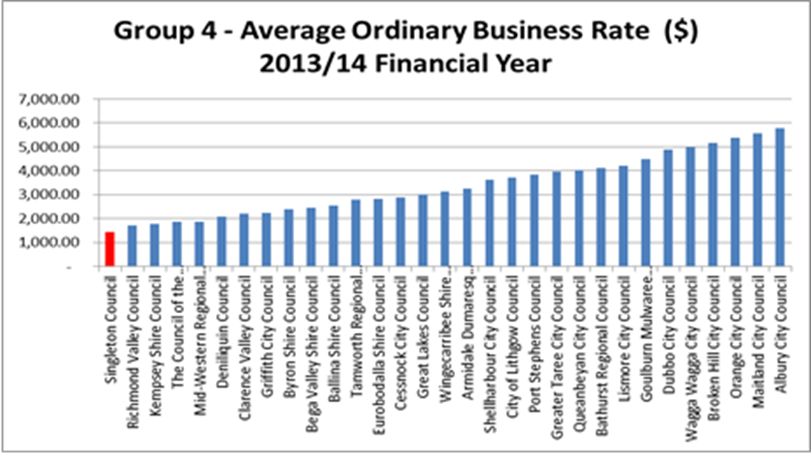 Group 4 - Average Ordinary Business Rate ($)
2013/14 Financial Year
7,000.00
6,000.00
5,000.00
4,000.00
3,000.00
2,000.00
1,000.00
-
Singleton Council
Richmond Valley Council
Kempsey Shire Council
The Council of the...
Mid-Western Regional...
Deniliquin Council
Clarence Valley Council
Griffith City Council
Byron Shire Council
Bega Valley Shire Council
Ballina Shire Council
Tamworth Regional...
Eurobodalla Shire Council
Cessnock City Council
Great Lakes Council
Wingecarribee Shire...
Armidale Dumaresq...
Shellharbour City Council
City of Lithgow Council
Port Stephens Council
Greater Taree City Council
Queanbeyan City Council
Bathurst Regional Council
Lismore City Council
Goulburn Mulwaree...
Dubbo City Council
Wagga Wagga City Council
Broken Hill City Council
Orange City Council
Maitland City Council
Albury City Council